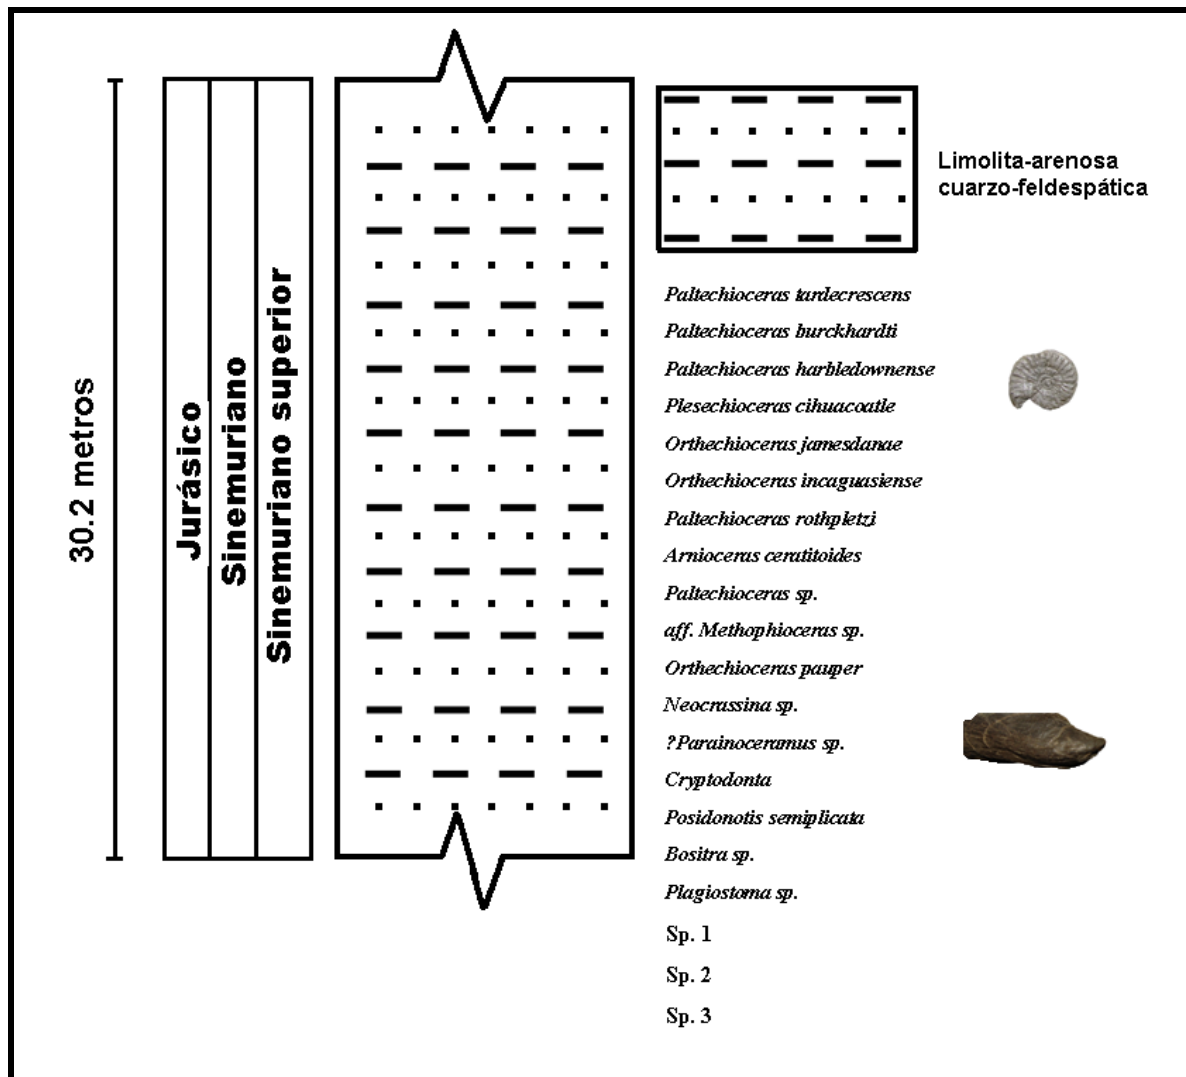 30.2 metros
Jurásico
Sinemuriano
Sinemuriano superior
Limolita-arenosa
cuarzo-feldespática
Paltechioceras tardecrescens
Paltechioceras burckhardti
Paltechioceras harbledownense
Plesechioceras cihuacoatle
Orthechioceras jamesdanae
Orthechioceras incaguasiense
Paltechioceras rothpletzi
Arnioceras ceratitoides
Paltechioceras sp.
aff. Methophioceras sp.
Orthechioceras pauper
Neocrassina sp.
?Parainoceramus sp.
Cryptodonta
Posidonotis semiplicata
Bositra sp.
Plagiostoma sp.
Sp. 1
Sp. 2
Sp. 3